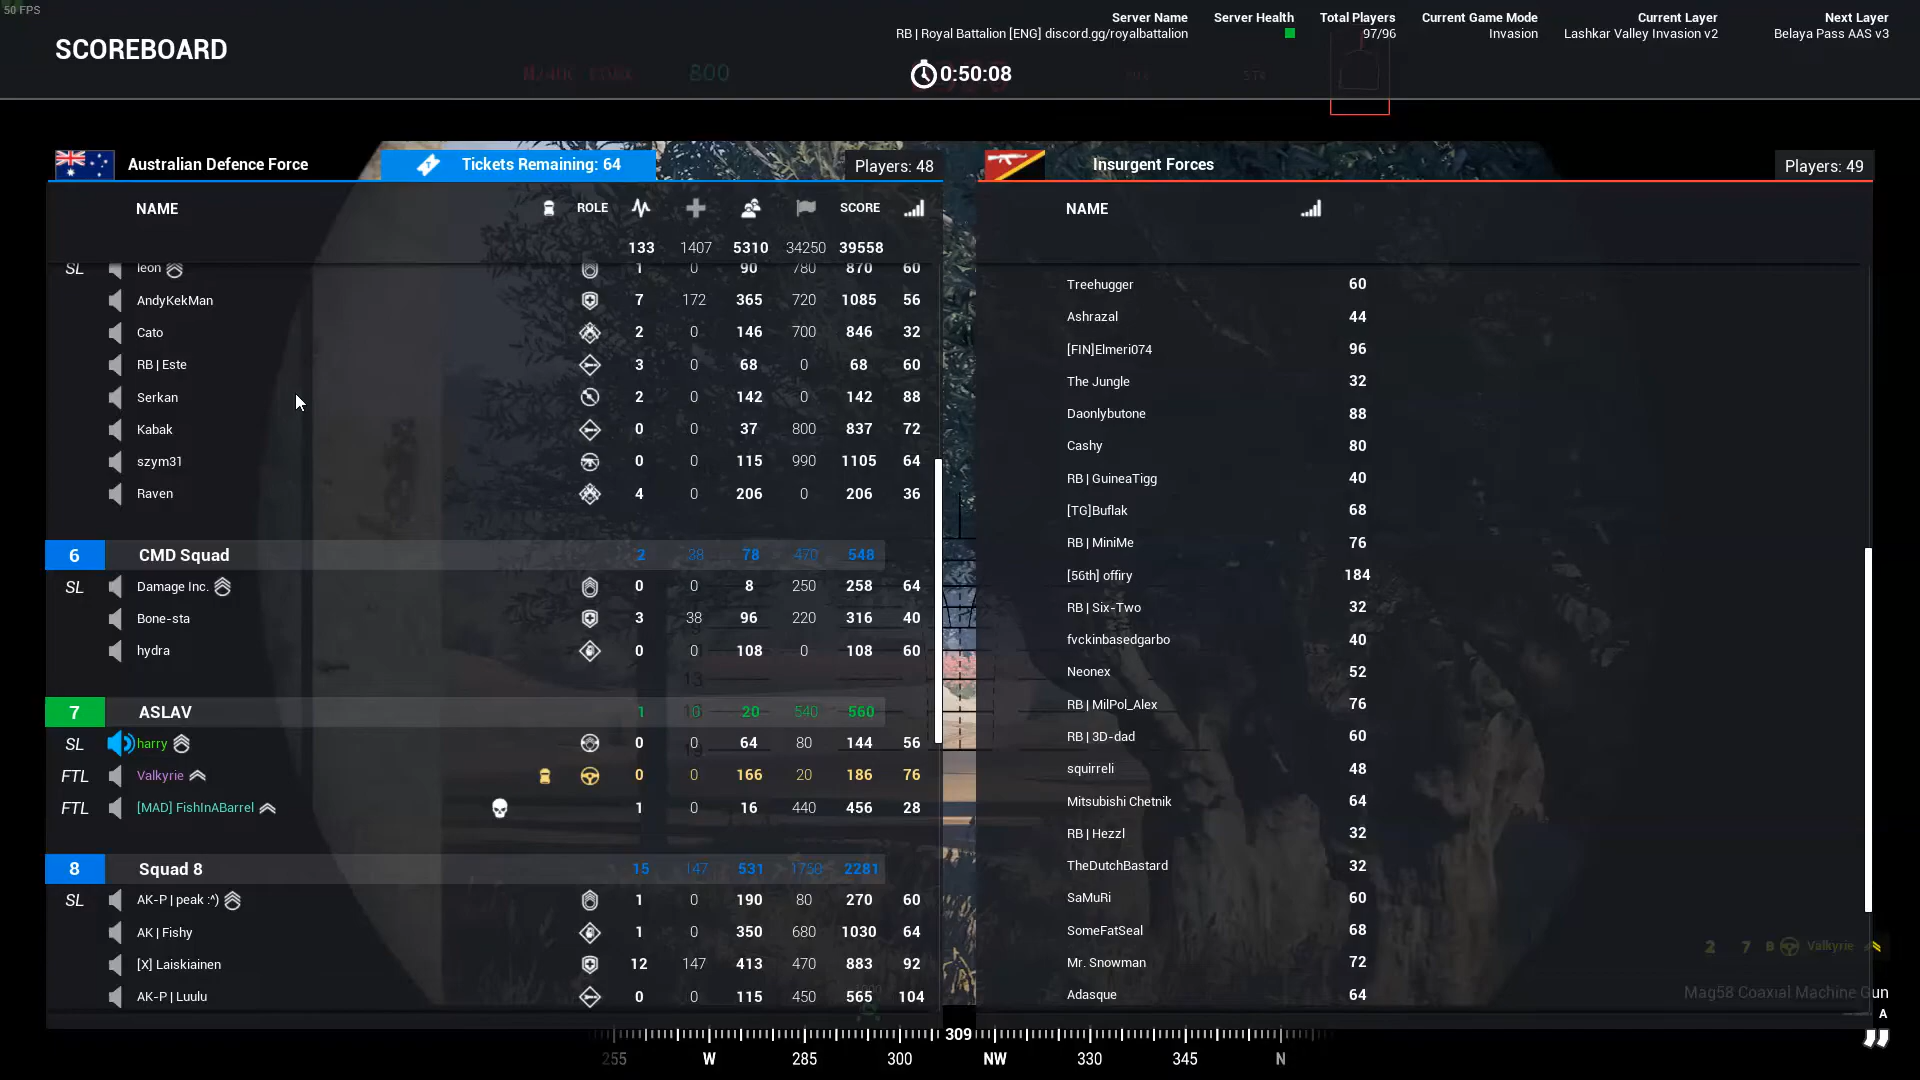 50 FPS
SCOREBOARD
Server Name Server Health Total Players Current Game Mode Current Layer Next Layer
RB | Royal Battalion [ENG] discord.gg/royalbattalion 97/96 Invasion Lashkar Valley Invasion v2 Belaya Pass AAS v3
800
0:50:08
Australian Defence Force Tickets Remaining: 64 Players: 48
NAME ROLE SCORE
133 1407 5310 34250 39558
SL leon 1 0 90 780 870 60
AndyKekMan 7 172 365 720 1085 56
Cato 2 0 146 700 846 32
RB | Este 3 0 68 0 68 60
Serkan 2 0 142 0 142 88
Kabak 0 0 37 800 837 72
szym31 0 0 115 990 1105 64
Raven 4 0 206 0 206 36
6 CMD Squad 2 38 78 470 548
SL Damage Inc. 0 0 8 250 258 64
Bone-sta 3 38 96 220 316 40
hydra 0 0 108 0 108 60
13
7 ASLAV 1 0 20 540 560
SL harry 0 0 64 80 144 56
FTL Valkyrie 0 0 166 20 186 76
FTL [MAD] FishInABarrel 1 0 16 440 456 28
8 Squad 8 15 147 531 1750 2281
SL AK-P | peak :^) 1 0 190 80 270 60
AK | Fishy 1 0 350 680 1030 64
[X] Laiskiainen 12 147 413 470 883 92
AK-P | Luulu 0 0 115 450 565 104
Insurgent Forces Players: 49
NAME
Treehugger 60
Ashrazal 44
[FIN]Elmeri074 96
The Jungle 32
Daonlybutone 88
Cashy 80
RB | GuineaTigg 40
[TG]Buflak 68
RB | MiniMe 76
[56th] offiry 184
RB | Six-Two 32
fvckinbasedgarbo 40
Neonex 52
RB | MilPol_Alex 76
RB | 3D-dad 60
squirreli 48
Mitsubishi Chetnik 64
RB | Hezzl 32
TheDutchBastard 32
SaMuRi 60
SomeFatSeal 68
Mr. Snowman 72
Adasque 64
2 7 B Valkyrie
Mag58 Coaxial Machine Gun
A
309
255 W 285 300 NW 330 345 N